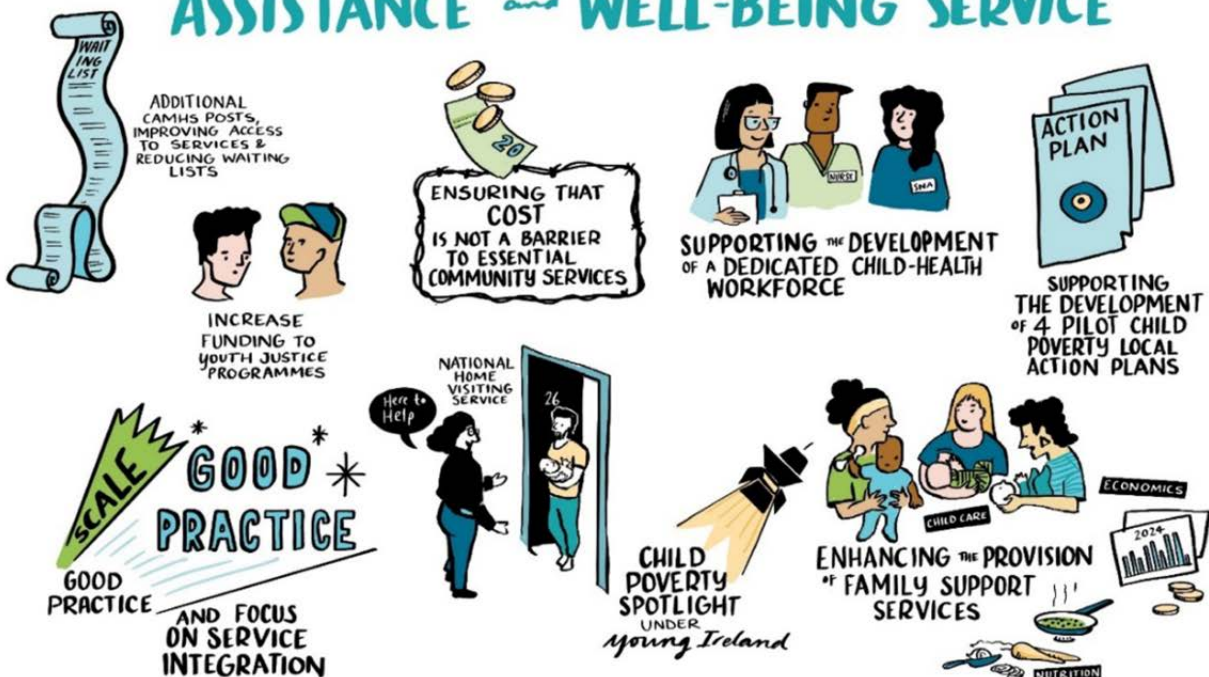 ASSISTANCE and WELL-BEING SERVICE
WAIT
ING
LIST
ADDITIONAL
CAMHS POSTS,
IMPROVING ACCESS
TO SERVICES &
REDUCING WAITING
LISTS
20
ENSURING THAT
COST
IS NOT A BARRIER
TO ESSENTIAL
COMMUNITY SERVICES
NURSE
SNA
SUPPORTING THE DEVELOPMENT
OF A DEDICATED CHILD-HEALTH
WORKFORCE
ACTION
PLAN
SUPPORTING
THE DEVELOPMENT
OF 4 PILOT CHILD
POVERTY LOCAL
ACTION PLANS
INCREASE
FUNDING TO
YOUTH JUSTICE
PROGRAMMES
NATIONAL
HOME
VISITING
SERVICE
Here to
Help
26
SCALE
GOOD
PRACTICE
GOOD
PRACTICE
AND FOCUS
ON SERVICE
INTEGRATION
CHILD
POVERTY
SPOTLIGHT
UNDER
Young Ireland
CHILD CARE
ENHANCING THE PROVISION
OF FAMILY SUPPORT
SERVICES
ECONOMICS
2024
NUTRITION